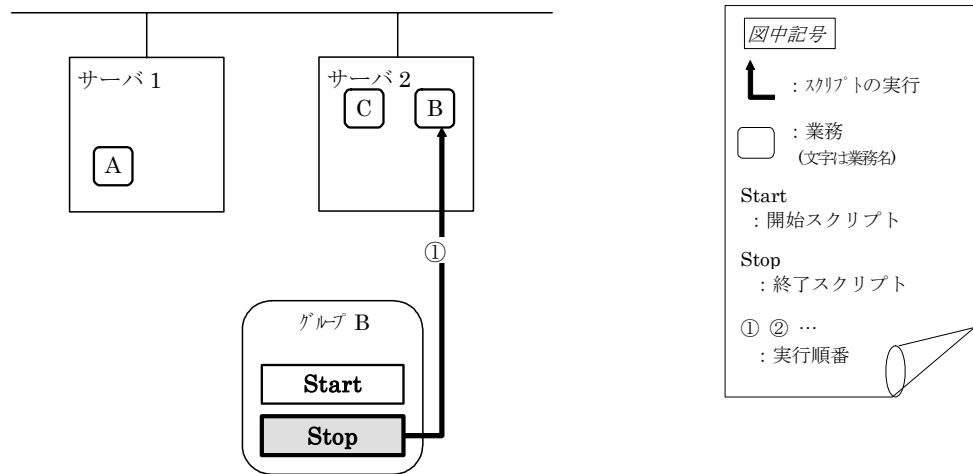 サーバ 1
A
サーバ 2
C
B
①
グループ B
Start
Stop
図中記号
：スクリプトの実行
：業務
(文字は業務名)
Start
：開始スクリプト
Stop
：終了スクリプト
① ② …
：実行順番